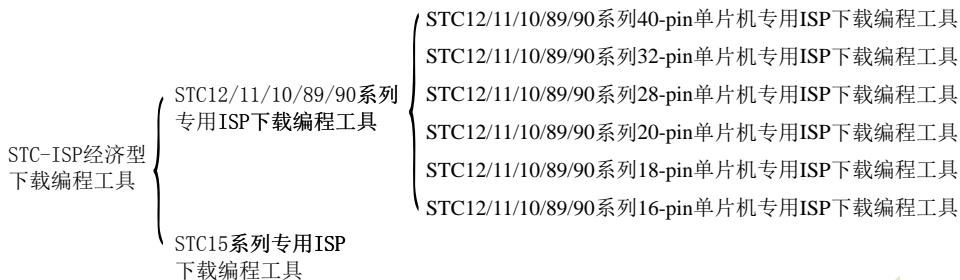 STC-ISP经济型
下载编程工具
STC12/11/10/89/90系列
专用ISP下载编程工具
STC12/11/10/89/90系列40-pin单片机专用ISP下载编程工具
STC12/11/10/89/90系列32-pin单片机专用ISP下载编程工具
STC12/11/10/89/90系列28-pin单片机专用ISP下载编程工具
STC12/11/10/89/90系列20-pin单片机专用ISP下载编程工具
STC12/11/10/89/90系列18-pin单片机专用ISP下载编程工具
STC12/11/10/89/90系列16-pin单片机专用ISP下载编程工具
STC15系列专用ISP
下载编程工具